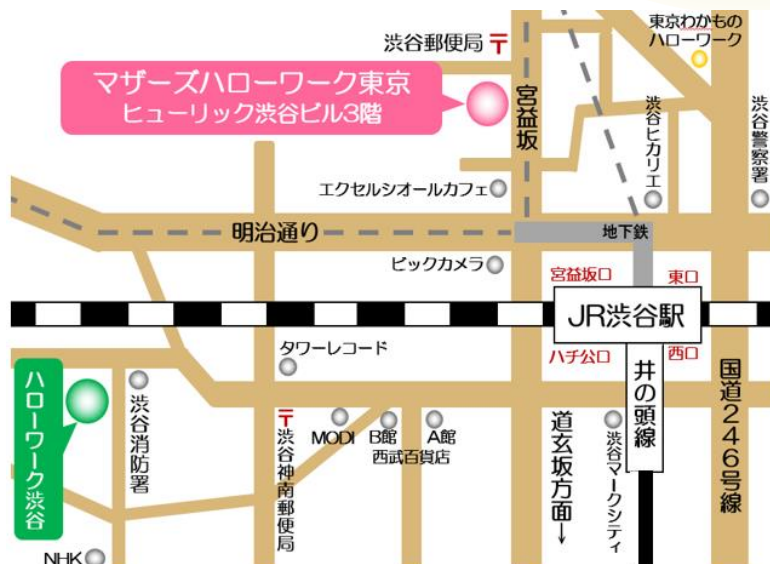 渋谷郵便局 〒
東京わかもの
ハローワーク
マザーズハローワーク東京
ヒューリック渋谷ビル3階
宮益坂
渋谷ヒカリエ
渋谷警察署
エクセルシオールカフェ
明治通り
地下鉄
ビックカメラ
宮益坂口
東口
JR渋谷駅
ハチ公口
西口
タワーレコード
ハローワーク渋谷
渋谷消防署
〒渋谷神南郵便局
MODI
B館
A館
西武百貨店
道玄坂方面→
渋谷マークシティ
井の頭線
国道246号線
NHK